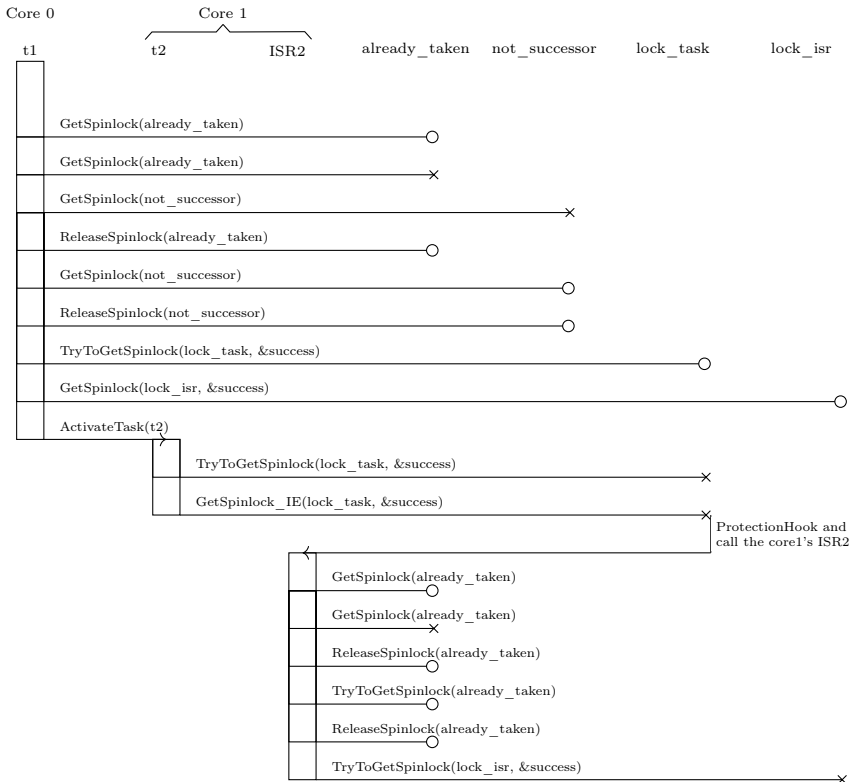 Core 0
Core 1
t1
t2
ISR2
already_taken
not_successor
lock_task
lock_isr
GetSpinlock(already_taken)
GetSpinlock(already_taken)
GetSpinlock(not_successor)
ReleaseSpinlock(already_taken)
GetSpinlock(not_successor)
ReleaseSpinlock(not_successor)
TryToGetSpinlock(lock_task, &success)
GetSpinlock(lock_isr, &success)
ActivateTask(t2)
TryToGetSpinlock(lock_task, &success)
GetSpinlock_IE(lock_task, &success)
ProtectionHook and
call the core1's ISR2
GetSpinlock(already_taken)
GetSpinlock(already_taken)
ReleaseSpinlock(already_taken)
TryToGetSpinlock(already_taken)
ReleaseSpinlock(already_taken)
TryToGetSpinlock(lock_isr, &success)